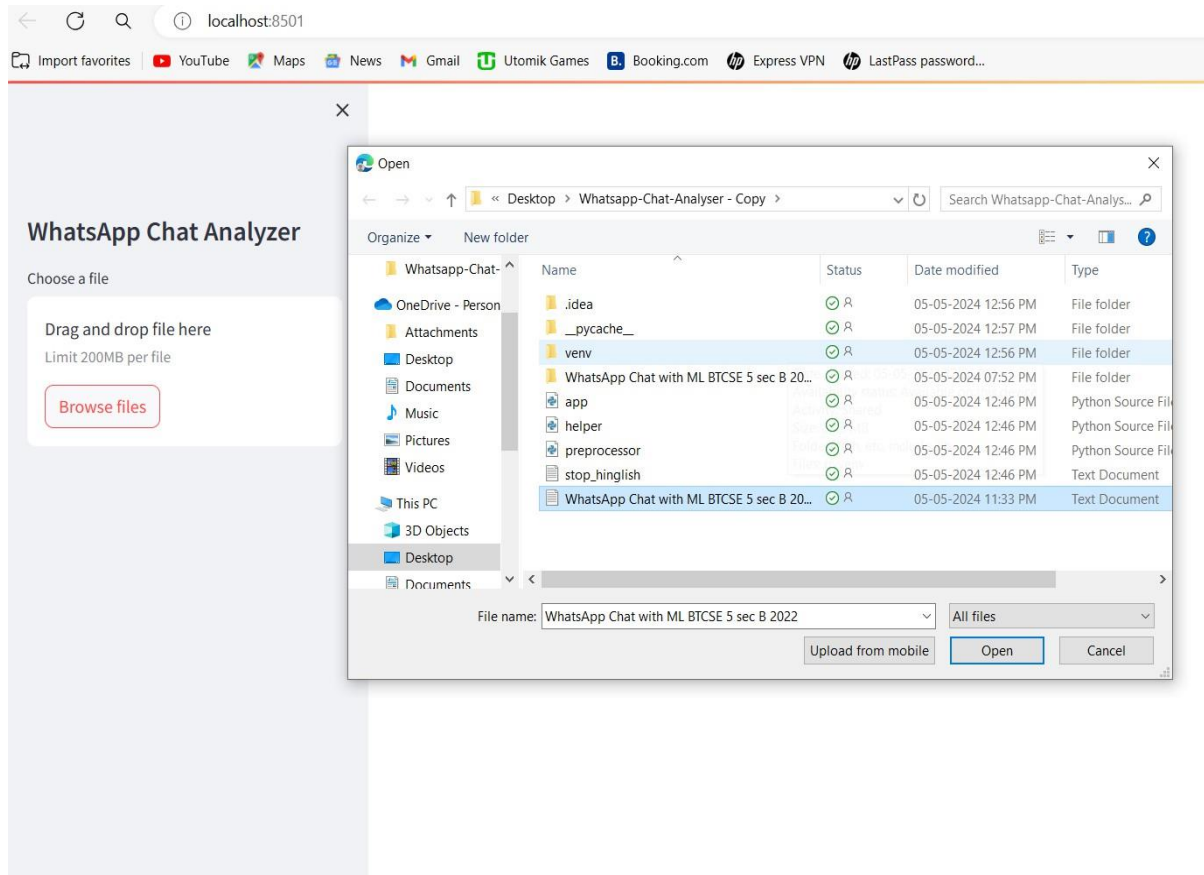 localhost:8501
Import favorites YouTube Maps News Gmail Utomik Games B. Booking.com Express VPN LastPass password...
WhatsApp Chat Analyzer
Choose a file
Drag and drop file here
Limit 200MB per file
Browse files
Open
« Desktop > Whatsapp-Chat-Analyser - Copy >
Search Whatsapp-Chat-Analys...
Organize New folder
Whatsapp-Chat-
OneDrive - Person
Attachments
Desktop
Documents
Music
Pictures
Videos
This PC
3D Objects
Desktop
Documents
Name Status Date modified Type
.idea 05-05-2024 12:56 PM File folder
__pycache__ 05-05-2024 12:57 PM File folder
venv 05-05-2024 12:56 PM File folder
WhatsApp Chat with ML BTCSE 5 sec B 20... 05-05-2024 07:52 PM File folder
app 05-05-2024 12:46 PM Python Source Fil
helper 05-05-2024 12:46 PM Python Source Fil
preprocessor 05-05-2024 12:46 PM Python Source Fil
stop_hinglish 05-05-2024 12:46 PM Text Document
WhatsApp Chat with ML BTCSE 5 sec B 20... 05-05-2024 11:33 PM Text Document
File name: WhatsApp Chat with ML BTCSE 5 sec B 2022 All files
Upload from mobile Open Cancel